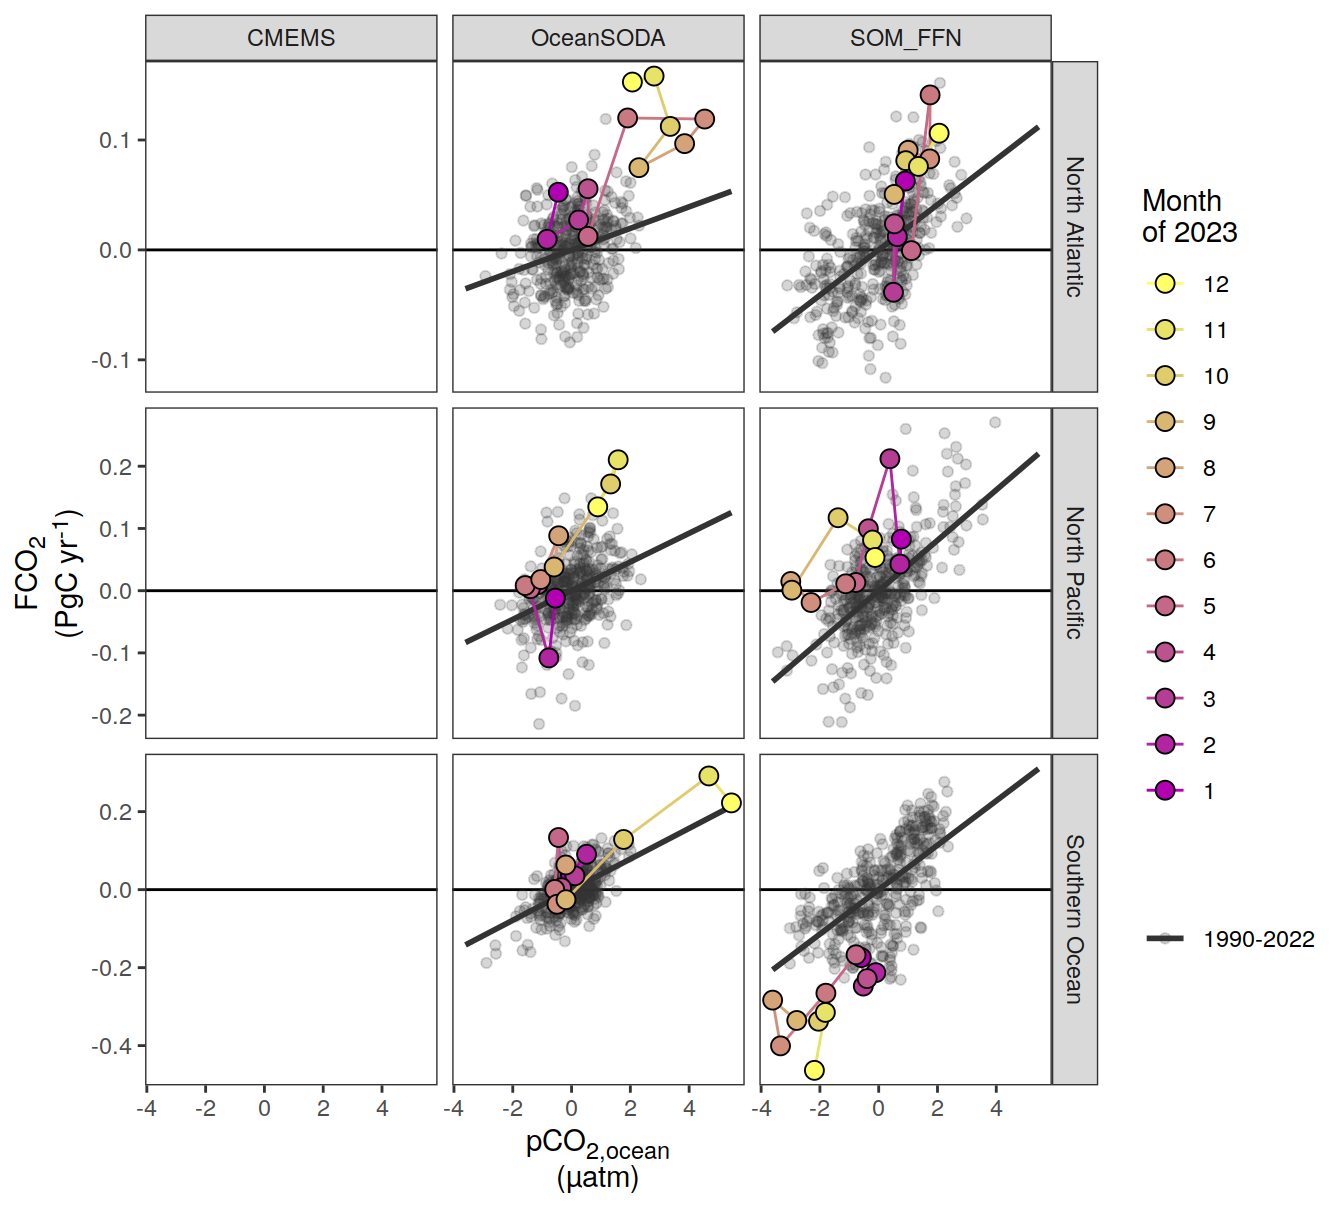 CMEMS
OceanSODA
SOM_FFN
0.1
0.0
-0.1
North Atlantic
0.2
0.1
0.0
-0.1
-0.2
North Pacific
0.2
0.0
-0.2
-0.4
Southern Ocean
-4 -2 0 2 4
-4 -2 0 2 4
-4 -2 0 2 4
FCO₂
(PgC yr⁻¹)
pCO₂,ocean
(µatm)
Month
of 2023
12
11
10
9
8
7
6
5
4
3
2
1
1990-2022